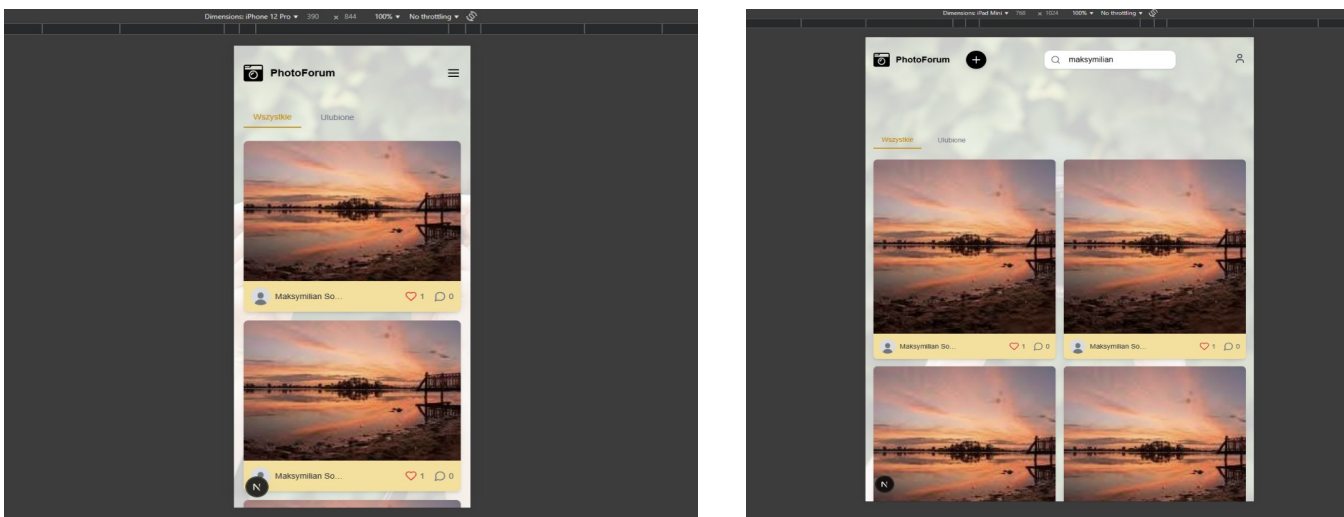 Dimensions: iPhone 12 Pro ▾ 390 × 844 100% ▾ No throttling ▾
PhotoForum
Wszystkie Ulubione
Maksymilian So... 1 0
Maksymilian So... 1 0
N
Dimensions: iPad Mini ▾ 768 × 1024 100% ▾ No throttling ▾
PhotoForum + maksymilian
Wszystkie Ulubione
Maksymilian So... 1 0 Maksymilian So... 1 0
N